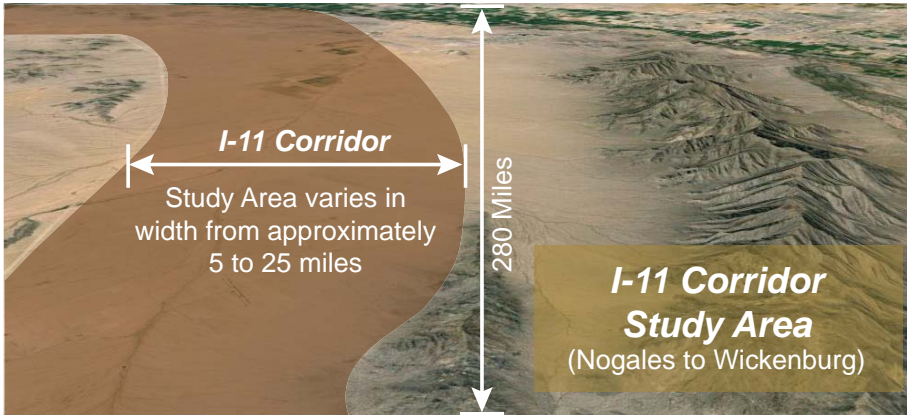 I-11 Corridor
Study Area varies in
width from approximately
5 to 25 miles
280 Miles
I-11 Corridor
Study Area
(Nogales to Wickenburg)